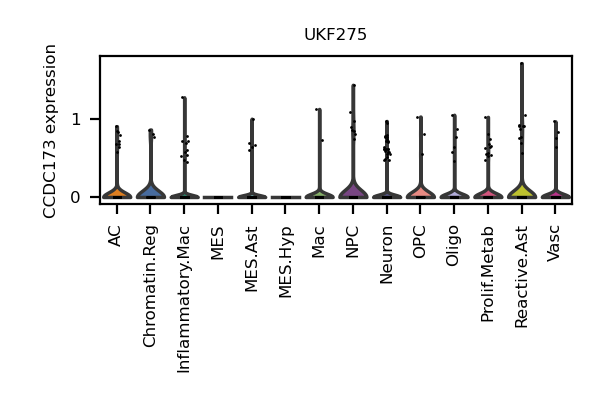 UKF275
CCDC173 expression
1
0
AC
Chromatin.Reg
Inflammatory.Mac
MES
MES.Ast
MES.Hyp
Mac
NPC
Neuron
OPC
Oligo
Prolif.Metab
Reactive.Ast
Vasc